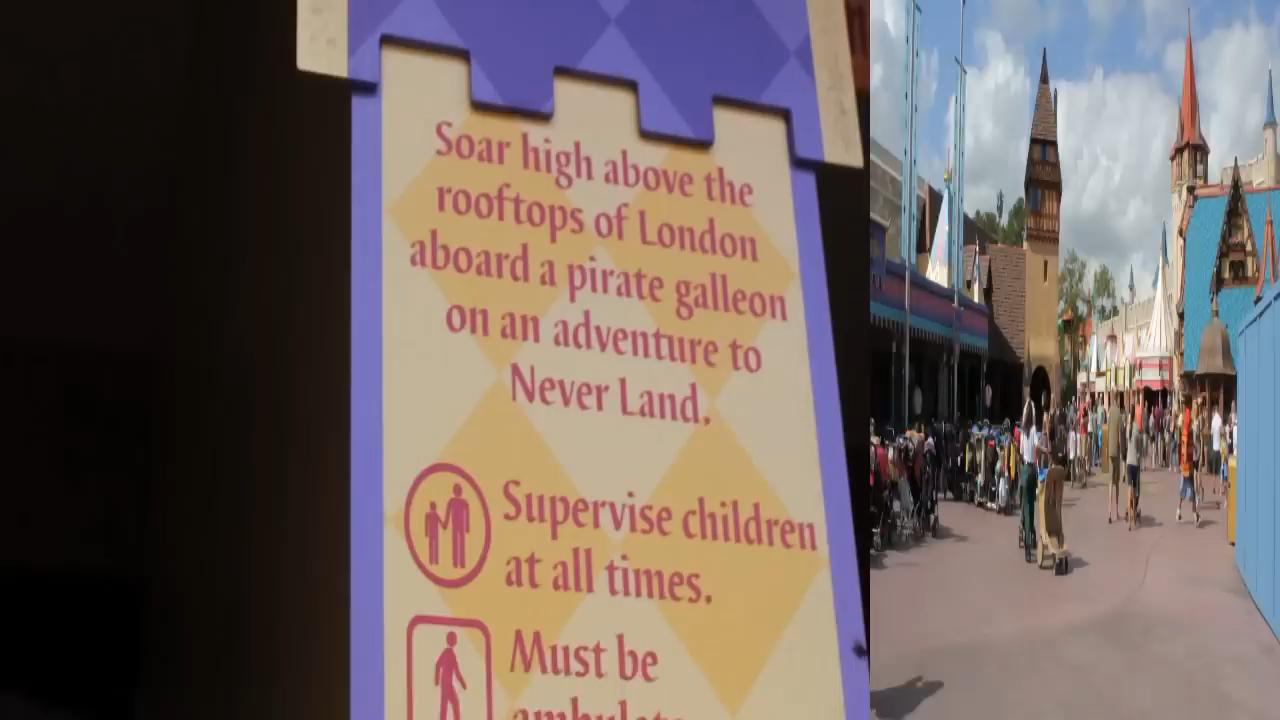 Soar high above the
rooftops of London
aboard a pirate galleon
on an adventure to
Never Land.
Supervise children
at all times.
Must be